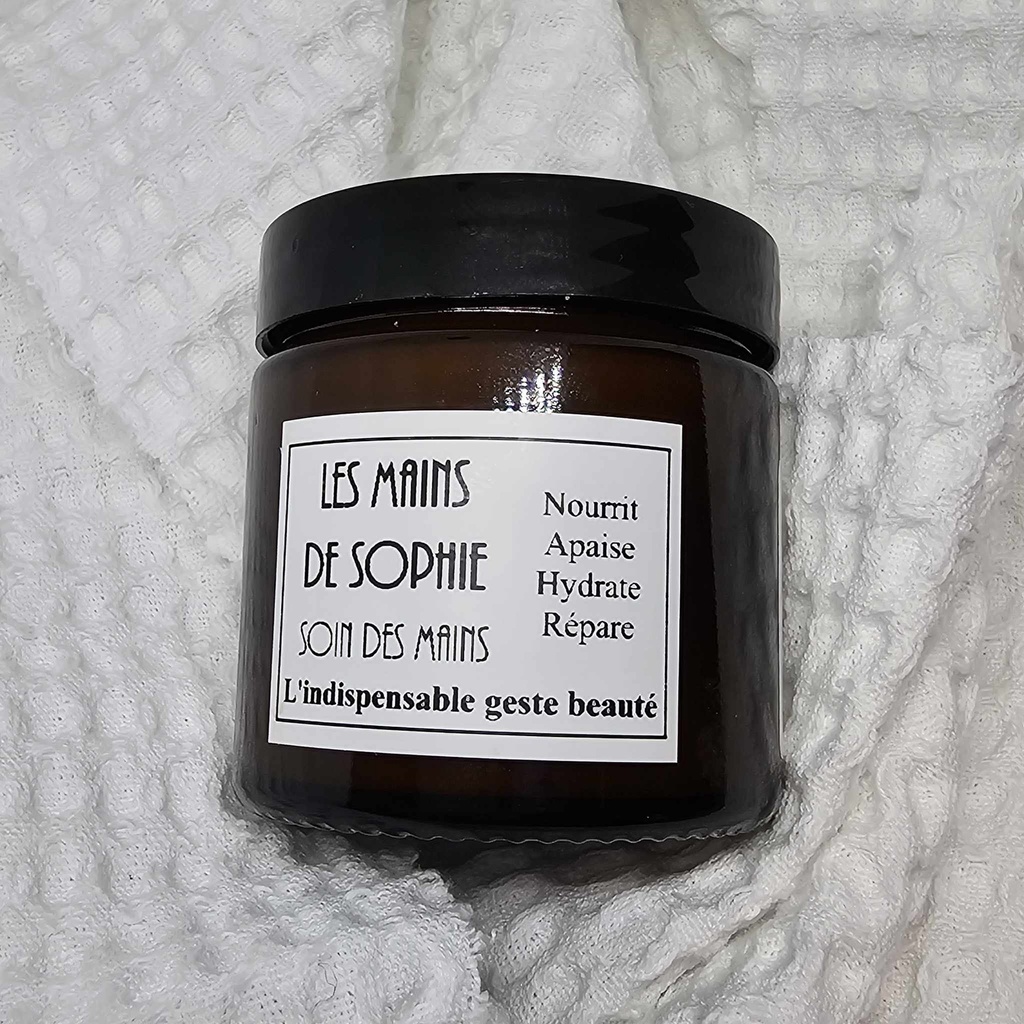 LES MAINS
DE SOPHIE
SOIN DES MAINS
Nourrit
Apaise
Hydrate
Répare
L'indispensable geste beauté